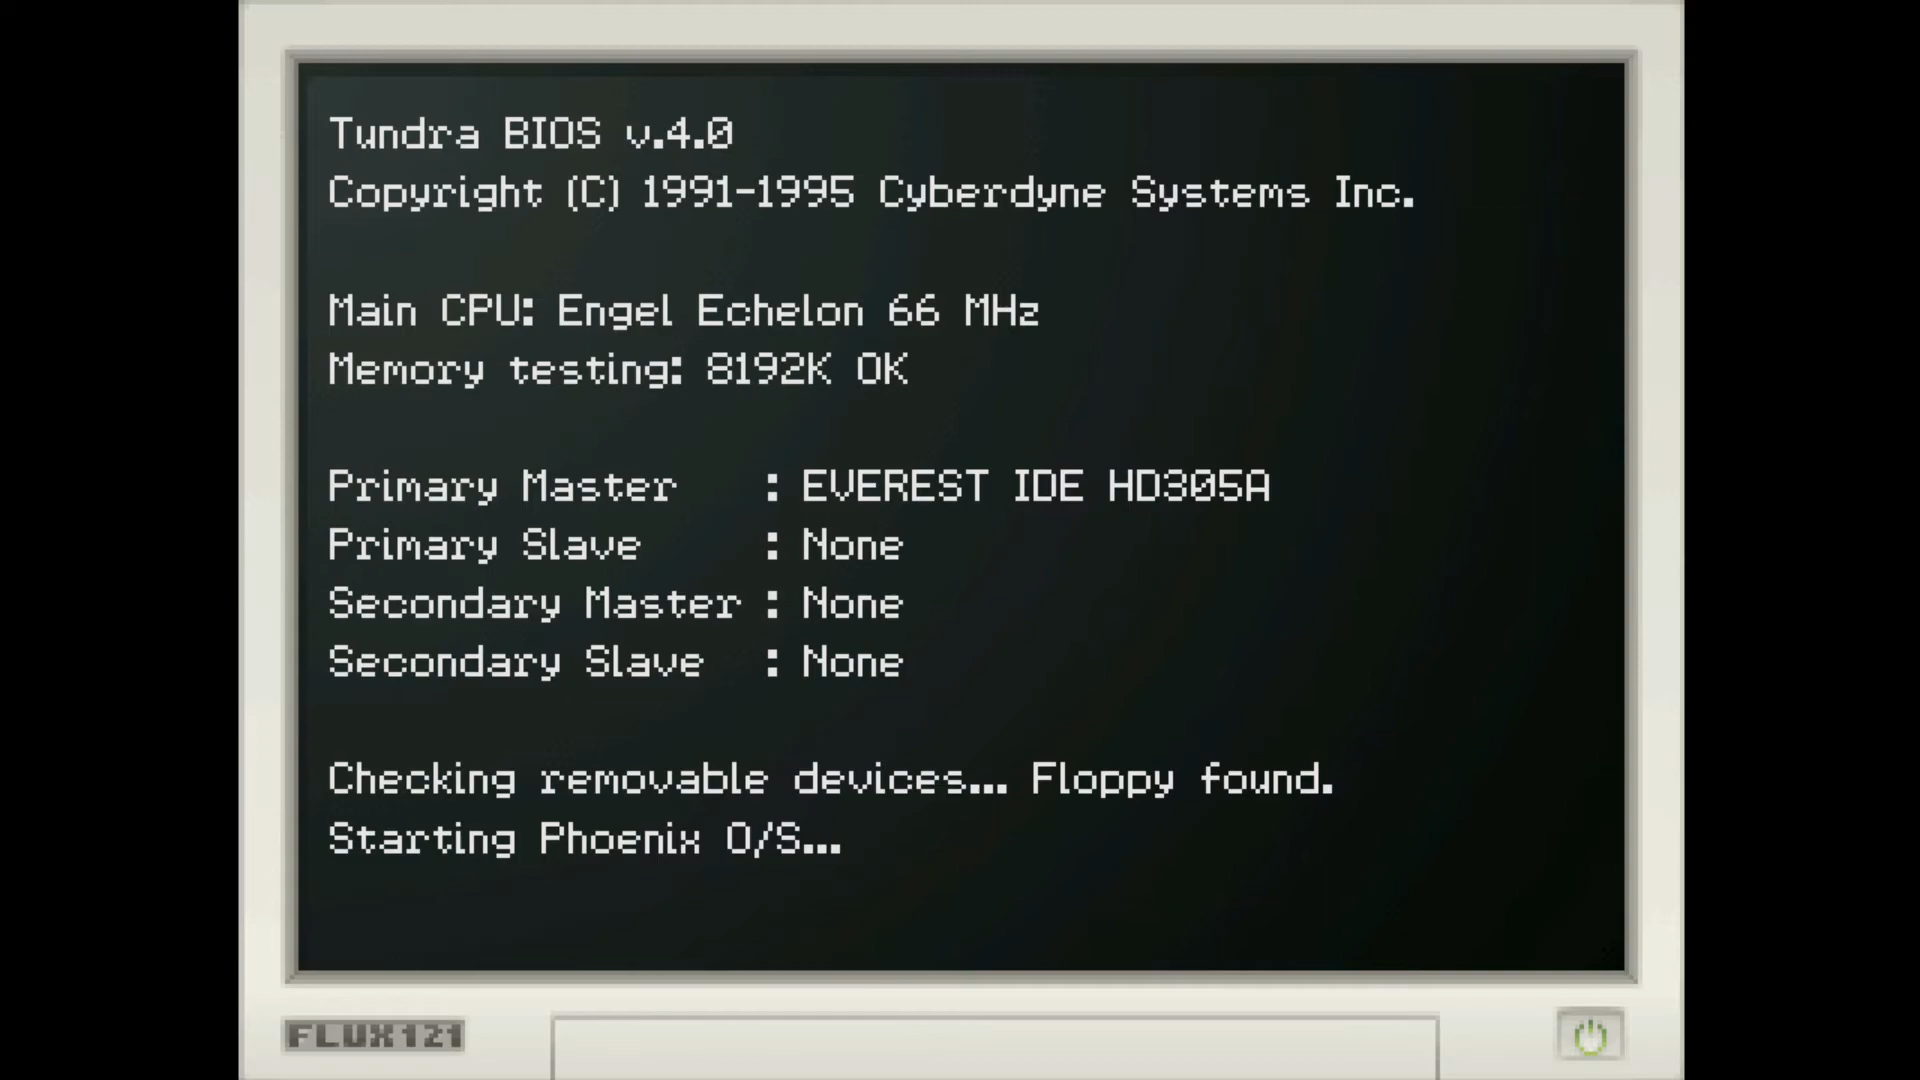 Tundra BIOS v.4.0
Copyright (C) 1991-1995 Cyberdyne Systems Inc.
Main CPU: Engel Echelon 66 MHz
Memory testing: 8192K OK
Primary Master : EVEREST IDE HD305A
Primary Slave : None
Secondary Master : None
Secondary Slave : None
Checking removable devices... Floppy found.
Starting Phoenix O/S...
FLUX121